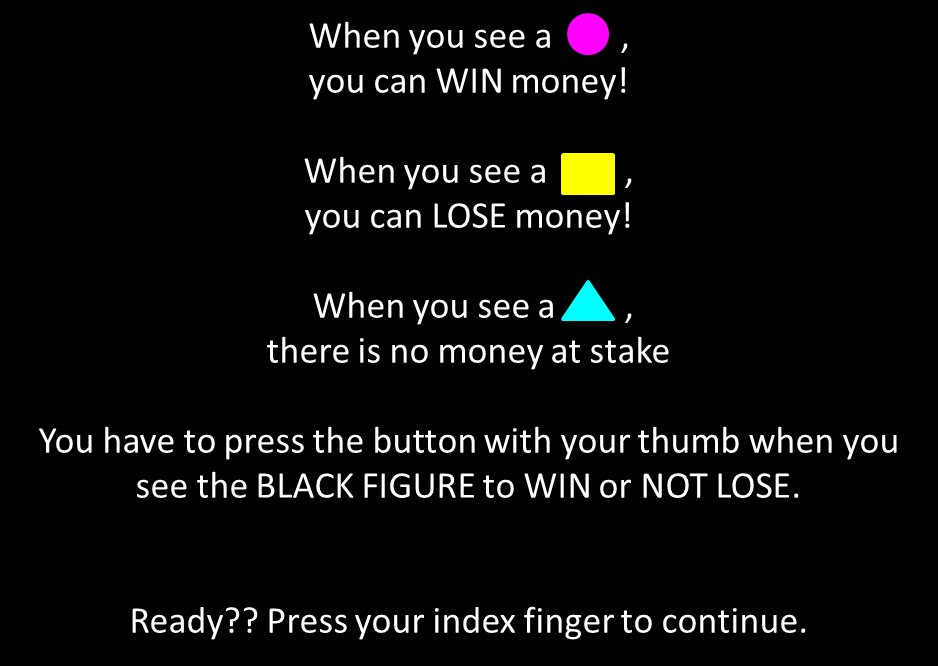 When you see a ,
you can WIN money!
When you see a ,
you can LOSE money!
When you see a ,
there is no money at stake
You have to press the button with your thumb when you
see the BLACK FIGURE to WIN or NOT LOSE.
Ready?? Press your index finger to continue.